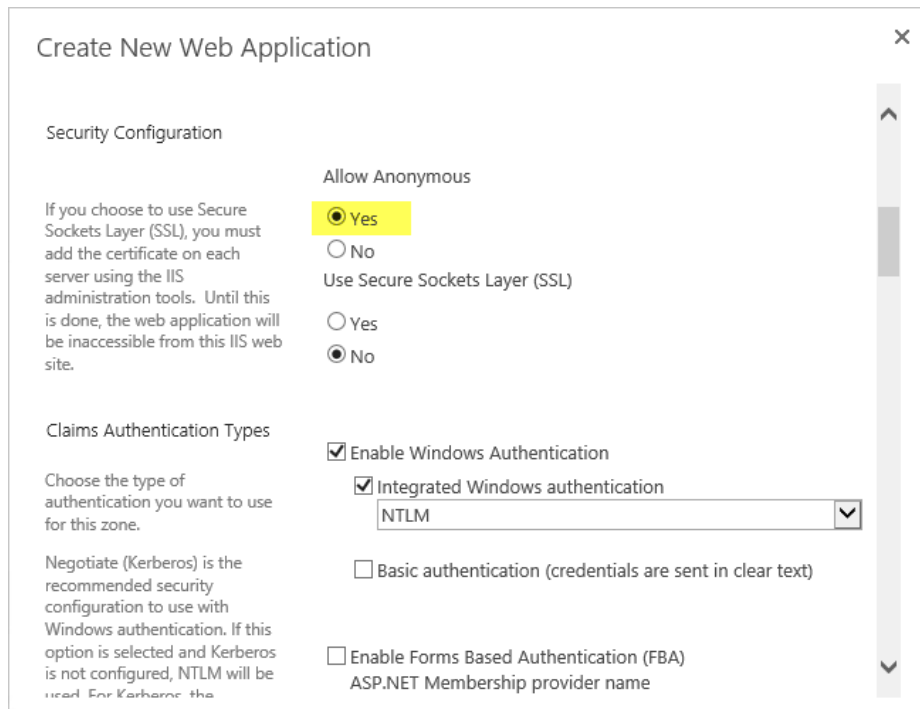 Create New Web Application
Security Configuration
If you choose to use Secure
Sockets Layer (SSL), you must
add the certificate on each
server using the IIS
administration tools. Until this
is done, the web application will
be inaccessible from this IIS web
site.
Allow Anonymous
Yes
No
Use Secure Sockets Layer (SSL)
Yes
No
Claims Authentication Types
Choose the type of
authentication you want to use
for this zone.
Negotiate (Kerberos) is the
recommended security
configuration to use with
Windows authentication. If this
option is selected and Kerberos
is not configured, NTLM will be
used. For Kerberos, the
Enable Windows Authentication
Integrated Windows authentication
NTLM
Basic authentication (credentials are sent in clear text)
Enable Forms Based Authentication (FBA)
ASP.NET Membership provider name